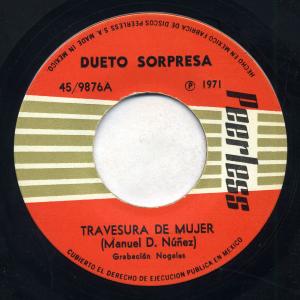 HECHO EN MEXICO FABRICA DE DISCOS PEERLESS, S.A. MADE IN MEXICO
DUETO SORPRESA
45/9876A
Ⓟ 1971
Peerless
TRAVESURA DE MUJER
(Manuel D. Núñez)
Grabación Nogales
CUBIERTO EL DERECHO DE EJECUCION PUBLICA EN MEXICO